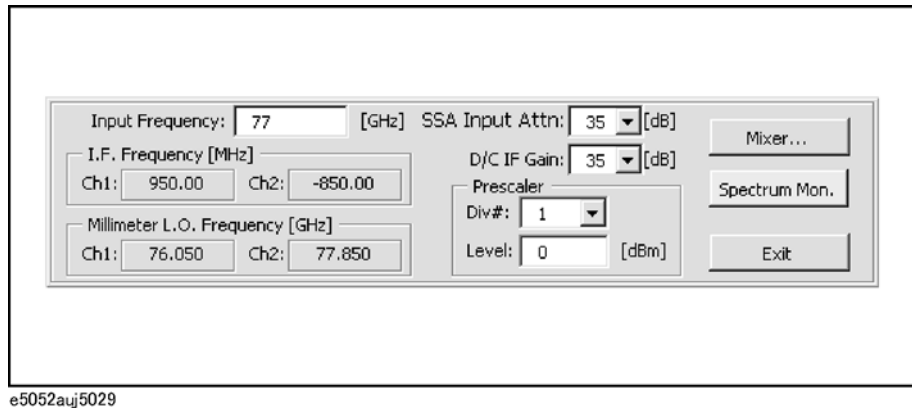 Input Frequency: 77 [GHz]
I.F. Frequency [MHz]
Ch1: 950.00 Ch2: -850.00
Millimeter L.O. Frequency [GHz]
Ch1: 76.050 Ch2: 77.850
SSA Input Attn: 35 [dB]
D/C IF Gain: 35 [dB]
Prescaler
Div#: 1
Level: 0 [dBm]
Mixer...
Spectrum Mon.
Exit
e5052auj5029